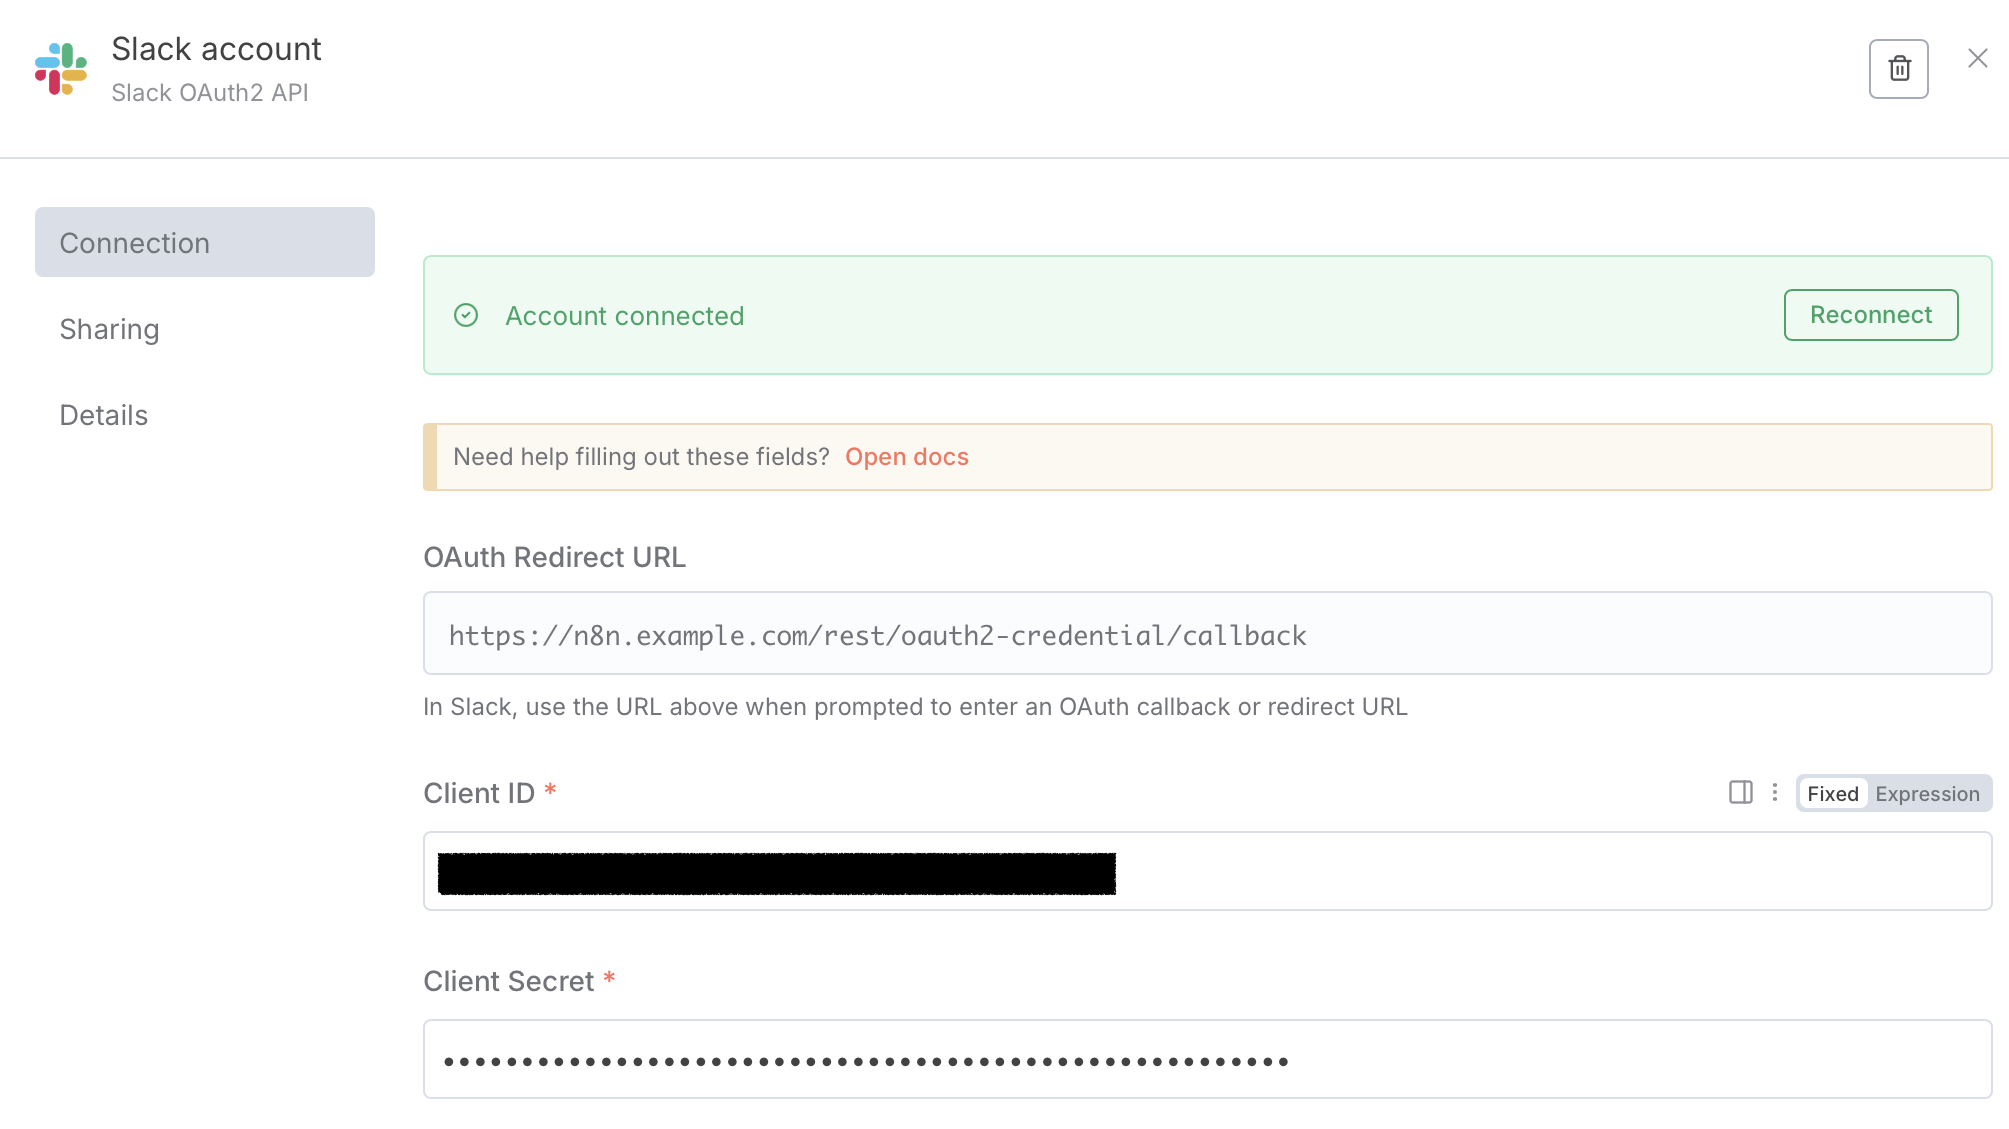 Slack account
Slack OAuth2 API
Connection
Sharing
Details
Account connected
Reconnect
Need help filling out these fields? Open docs
OAuth Redirect URL
https://n8n.example.com/rest/oauth2-credential/callback
In Slack, use the URL above when prompted to enter an OAuth callback or redirect URL
Client ID *
Fixed Expression
Client Secret *
••••••••••••••••••••••••••••••••••••••••••••••••••••••